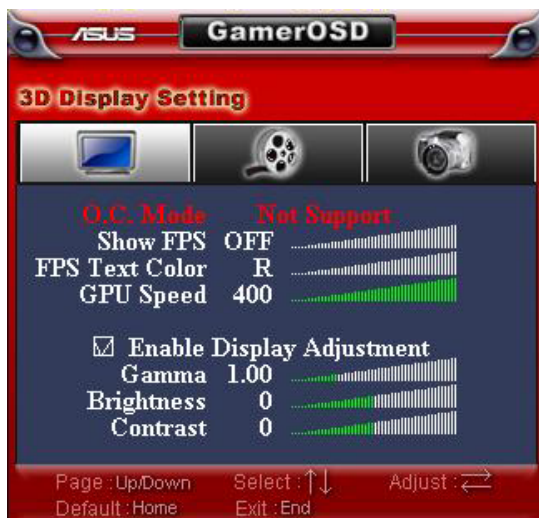 ASUS GamerOSD
3D Display Setting
O.C. Mode Not Support
Show FPS OFF
FPS Text Color R
GPU Speed 400
Enable Display Adjustment
Gamma 1.00
Brightness 0
Contrast 0
Page : Up/Down Select : ↑↓ Adjust : ⇄
Default : Home Exit : End